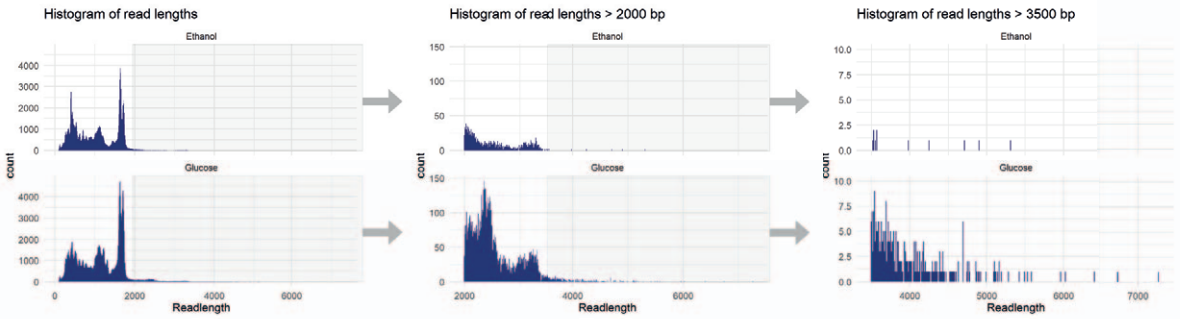 Histogram of read lengths
Ethanol
4000
3000
2000
1000
0
Glucose
4000
3000
2000
1000
0
count
0 2000 4000 6000
Readlength
Histogram of read lengths > 2000 bp
Ethanol
150
100
50
0
Glucose
150
100
50
0
count
2000 4000 6000
Readlength
Histogram of read lengths > 3500 bp
Ethanol
10.0
7.5
5.0
2.5
0.0
Glucose
10.0
7.5
5.0
2.5
0.0
count
4000 5000 6000 7000
Readlength